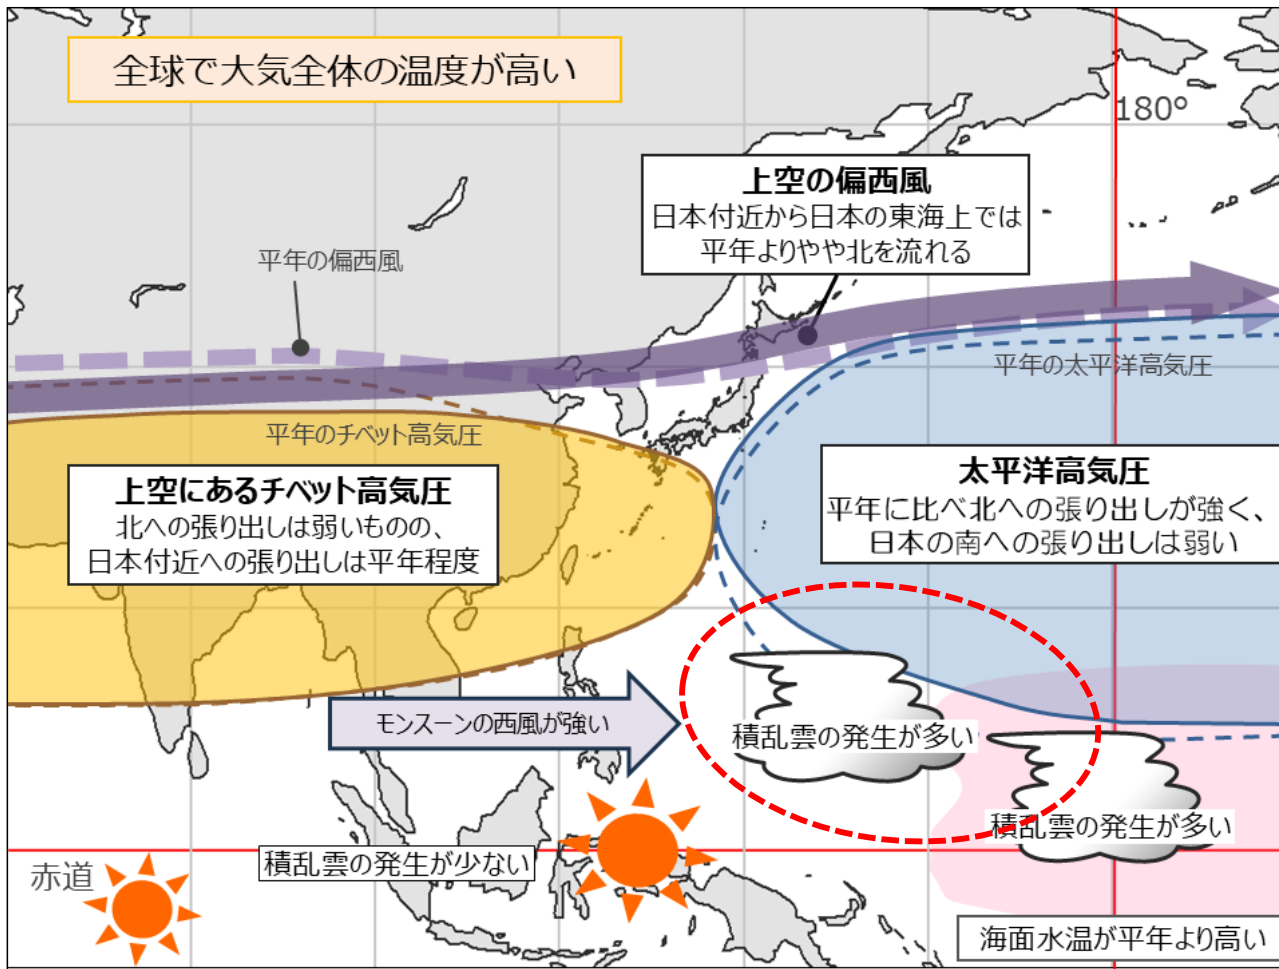 全球で大気全体の温度が高い
180°
上空の偏西風
日本付近から日本の東海上では
平年よりやや北を流れる
平年の偏西風
平年の太平洋高気圧
平年のチベット高気圧
上空にあるチベット高気圧
北への張り出しは弱いものの、
日本付近への張り出しは平年程度
太平洋高気圧
平年に比べ北への張り出しが強く、
日本の南への張り出しは弱い
モンスーンの西風が強い
積乱雲の発生が多い
積乱雲の発生が多い
積乱雲の発生が少ない
赤道
海面水温が平年より高い